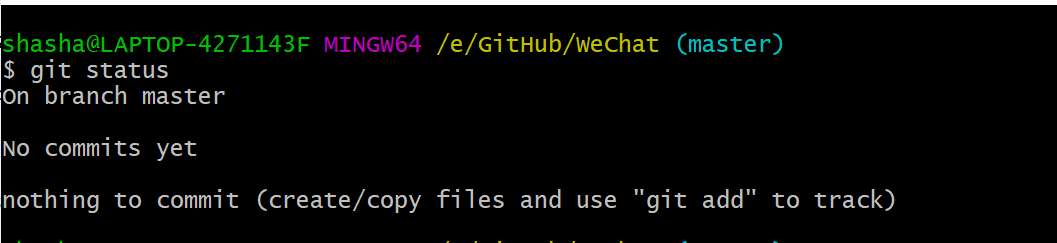 shasha@LAPTOP-4271143F MINGW64 /e/GitHub/WeChat (master)
$ git status
On branch master
No commits yet
nothing to commit (create/copy files and use "git add" to track)